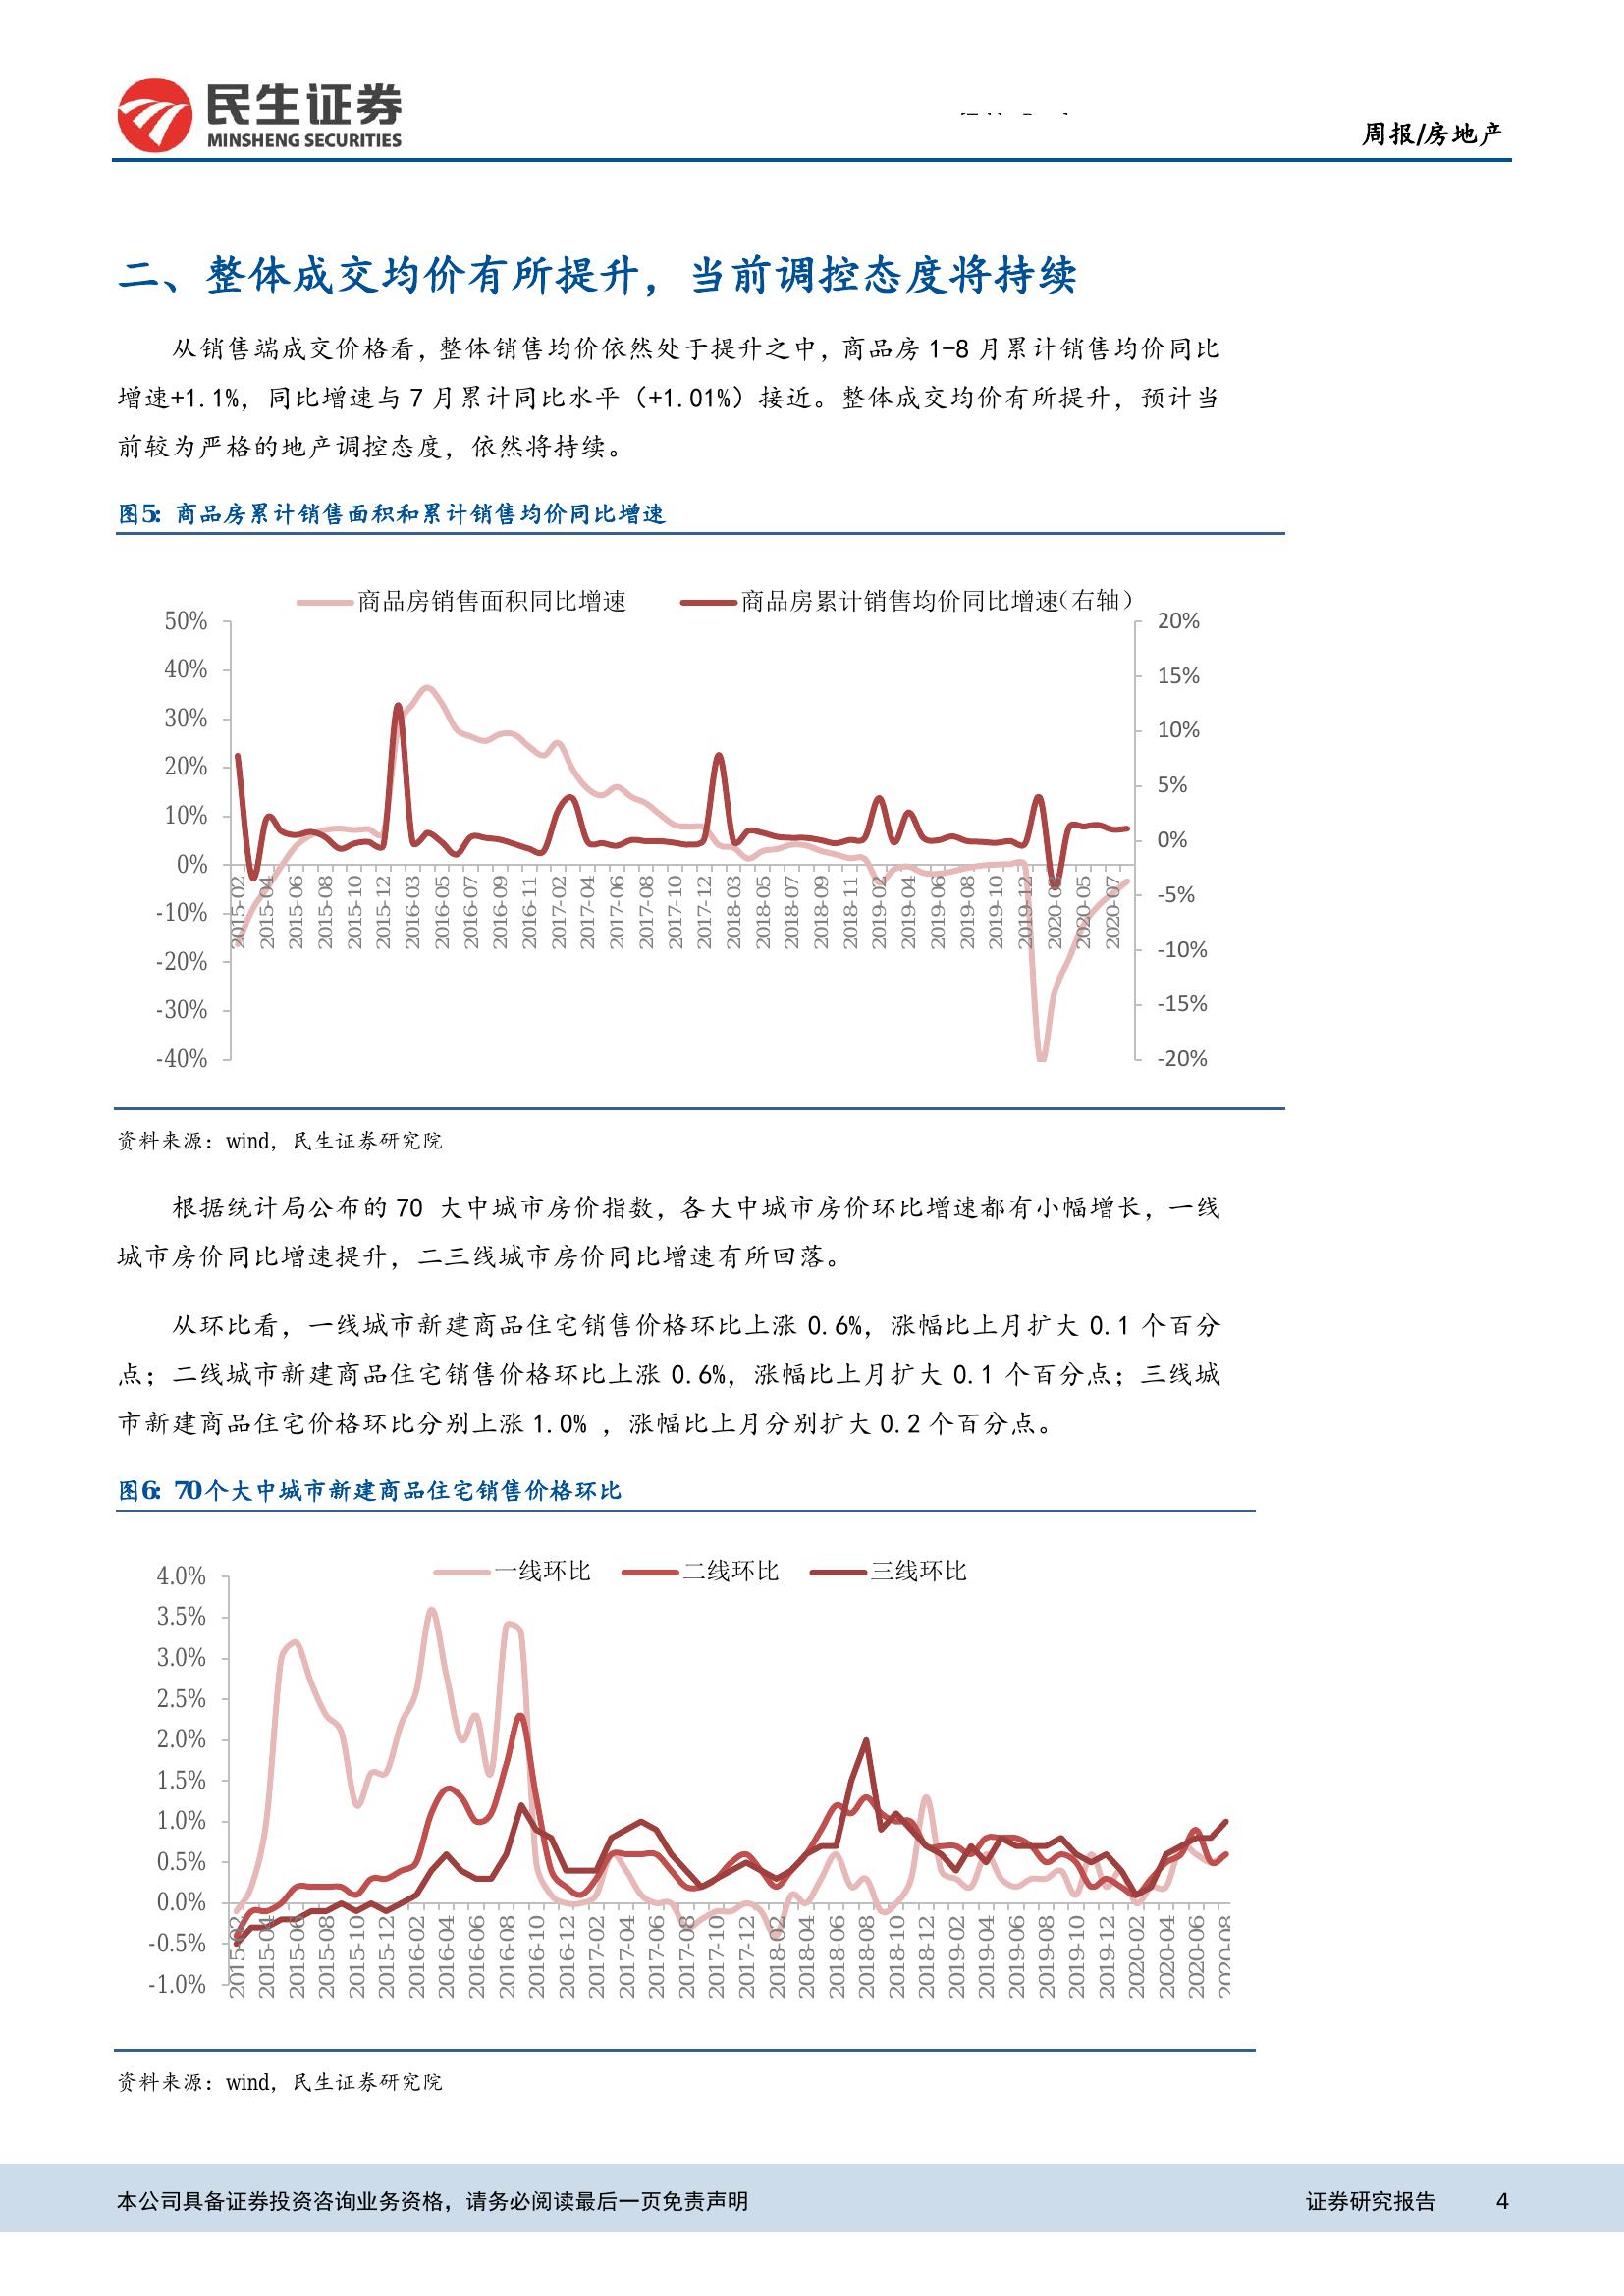 民生证券
MINSHENG SECURITIES
周报/房地产
二、整体成交均价有所提升，当前调控态度将持续
从销售端成交价格看，整体销售均价依然处于提升之中，商品房 1-8 月累计销售均价同比
增速+1.1%，同比增速与 7 月累计同比水平（+1.01%）接近。整体成交均价有所提升，预计当
前较为严格的地产调控态度，依然将持续。
图5：商品房累计销售面积和累计销售均价同比增速
商品房销售面积同比增速 商品房累计销售均价同比增速（右轴）
50% 20%
40% 15%
30% 10%
20% 5%
10% 0%
0% -5%
-10% -10%
-20% -15%
-30% -20%
-40%
2015-02 2015-04 2015-06 2015-08 2015-10 2015-12 2016-03 2016-05 2016-07 2016-09 2016-11 2017-02 2017-04 2017-06 2017-08 2017-10 2017-12 2018-03 2018-05 2018-07 2018-09 2018-11 2019-02 2019-04 2019-06 2019-08 2019-10 2019-12 2020-03 2020-05 2020-07
资料来源：wind，民生证券研究院
根据统计局公布的 70 大中城市房价指数，各大中城市房价环比增速都有小幅增长，一线
城市房价同比增速提升，二三线城市房价同比增速有所回落。
从环比看，一线城市新建商品住宅销售价格环比上涨 0.6%，涨幅比上月扩大 0.1 个百分
点；二线城市新建商品住宅销售价格环比上涨 0.6%，涨幅比上月扩大 0.1 个百分点；三线城
市新建商品住宅价格环比分别上涨 1.0% ，涨幅比上月分别扩大 0.2 个百分点。
图6：70个大中城市新建商品住宅销售价格环比
一线环比 二线环比 三线环比
4.0%
3.5%
3.0%
2.5%
2.0%
1.5%
1.0%
0.5%
0.0%
-0.5%
-1.0%
2015-02 2015-04 2015-06 2015-08 2015-10 2015-12 2016-02 2016-04 2016-06 2016-08 2016-10 2016-12 2017-02 2017-04 2017-06 2017-08 2017-10 2017-12 2018-02 2018-04 2018-06 2018-08 2018-10 2018-12 2019-02 2019-04 2019-06 2019-08 2019-10 2019-12 2020-02 2020-04 2020-06 2020-08
资料来源：wind，民生证券研究院
本公司具备证券投资咨询业务资格，请务必阅读最后一页免责声明 证券研究报告 4